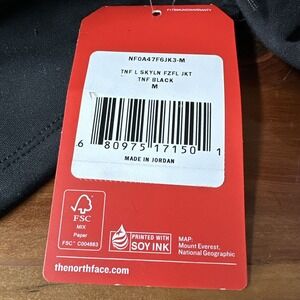 NF0A47F6JK3-M
TNF L SKYLN FZFL JKT
TNF BLACK
M
6 80975 17150 1
MADE IN JORDAN
FSC
MIX
Paper
FSC™ C004883
PRINTED WITH
SOY INK
MAP:
Mount Everest,
National Geographic
thenorthface.com